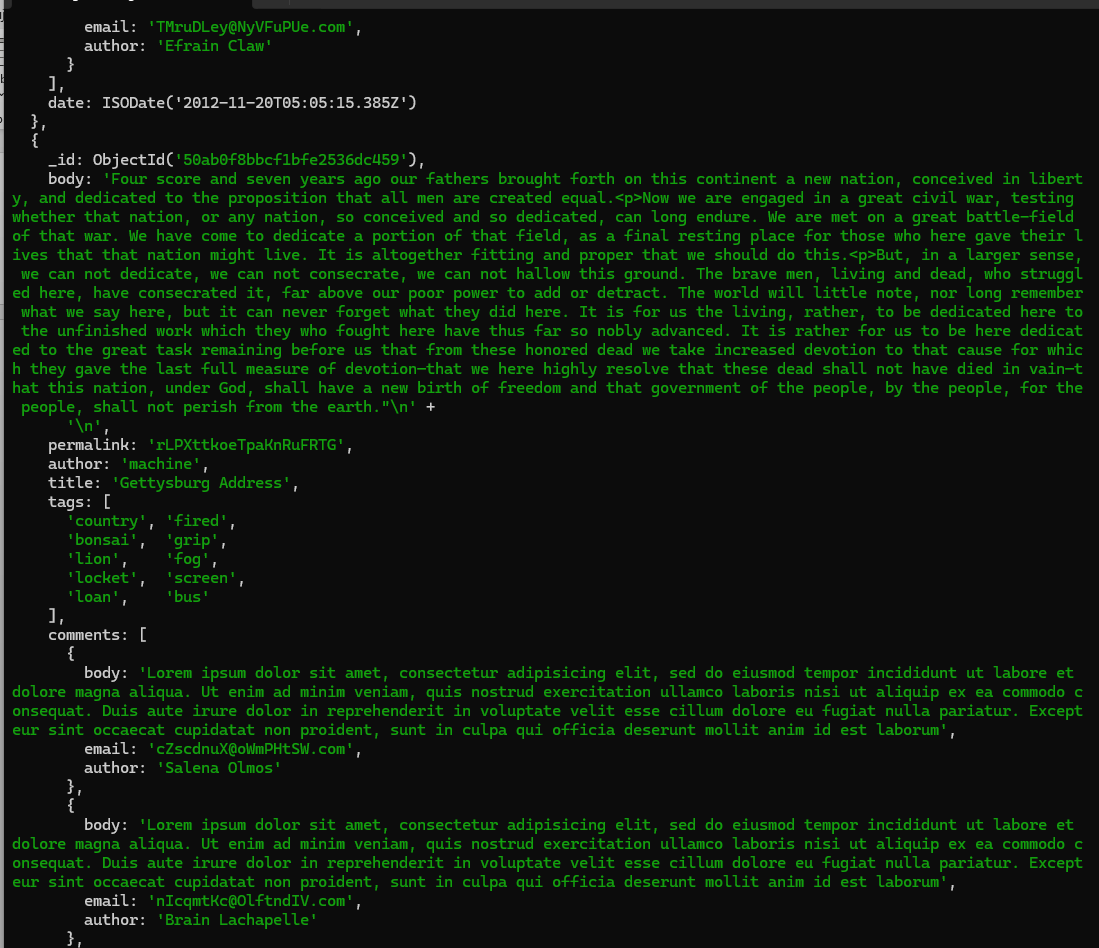 email: 'TMruDLey@NyVFuPUe.com',
author: 'Efrain Claw'
}
],
date: ISODate('2012-11-20T05:05:15.385Z')
},
{
_id: ObjectId('50ab0f8bbcf1bfe2536dc459'),
body: 'Four score and seven years ago our fathers brought forth on this continent a new nation, conceived in libert
y, and dedicated to the proposition that all men are created equal.<p>Now we are engaged in a great civil war, testing
whether that nation, or any nation, so conceived and so dedicated, can long endure. We are met on a great battle-field
of that war. We have come to dedicate a portion of that field, as a final resting place for those who here gave their l
ives that that nation might live. It is altogether fitting and proper that we should do this.<p>But, in a larger sense,
we can not dedicate, we can not consecrate, we can not hallow this ground. The brave men, living and dead, who struggl
ed here, have consecrated it, far above our poor power to add or detract. The world will little note, nor long remember
what we say here, but it can never forget what they did here. It is for us the living, rather, to be dedicated here to
the unfinished work which they who fought here have thus far so nobly advanced. It is rather for us to be here dedicat
ed to the great task remaining before us that from these honored dead we take increased devotion to that cause for whic
h they gave the last full measure of devotion—that we here highly resolve that these dead shall not have died in vain—t
hat this nation, under God, shall have a new birth of freedom and that government of the people, by the people, for the
people, shall not perish from the earth."\n' +
'\n',
permalink: 'rLPXttkoeTpaKnRuFRTG',
author: 'machine',
title: 'Gettysburg Address',
tags: [
'country', 'fired',
'bonsai', 'grip',
'lion', 'fog',
'locket', 'screen',
'loan', 'bus'
],
comments: [
{
body: 'Lorem ipsum dolor sit amet, consectetur adipisicing elit, sed do eiusmod tempor incididunt ut labore et
dolore magna aliqua. Ut enim ad minim veniam, quis nostrud exercitation ullamco laboris nisi ut aliquip ex ea commodo c
onsequat. Duis aute irure dolor in reprehenderit in voluptate velit esse cillum dolore eu fugiat nulla pariatur. Except
eur sint occaecat cupidatat non proident, sunt in culpa qui officia deserunt mollit anim id est laborum',
email: 'cZscdnuX@oWmPHtSW.com',
author: 'Salena Olmos'
},
{
body: 'Lorem ipsum dolor sit amet, consectetur adipisicing elit, sed do eiusmod tempor incididunt ut labore et
dolore magna aliqua. Ut enim ad minim veniam, quis nostrud exercitation ullamco laboris nisi ut aliquip ex ea commodo c
onsequat. Duis aute irure dolor in reprehenderit in voluptate velit esse cillum dolore eu fugiat nulla pariatur. Except
eur sint occaecat cupidatat non proident, sunt in culpa qui officia deserunt mollit anim id est laborum',
email: 'nIcqmtKc@OlftndIV.com',
author: 'Brain Lachapelle'
},